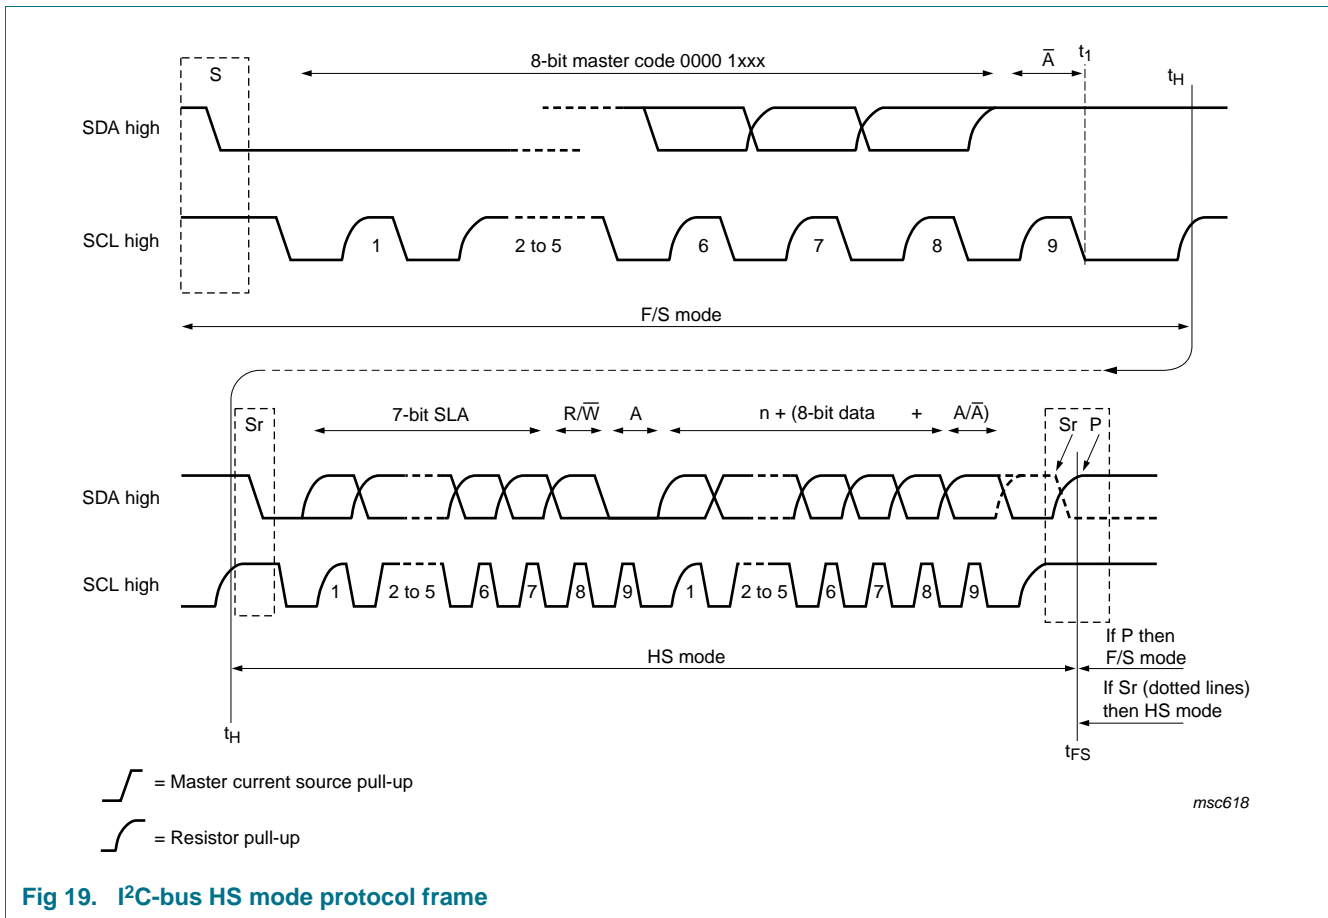 S
8-bit master code 0000 1xxx
A̅
t1
tH
SDA high
SCL high
1
2 to 5
6
7
8
9
F/S mode
Sr
7-bit SLA
R/W̅
A
n + (8-bit data + A/A̅)
Sr P
SDA high
SCL high
1
2 to 5
6
7
8
9
1
2 to 5
6
7
8
9
If P then
F/S mode
HS mode
If Sr (dotted lines)
then HS mode
tH
tFS
= Master current source pull-up
msc618
= Resistor pull-up
Fig 19. I²C-bus HS mode protocol frame